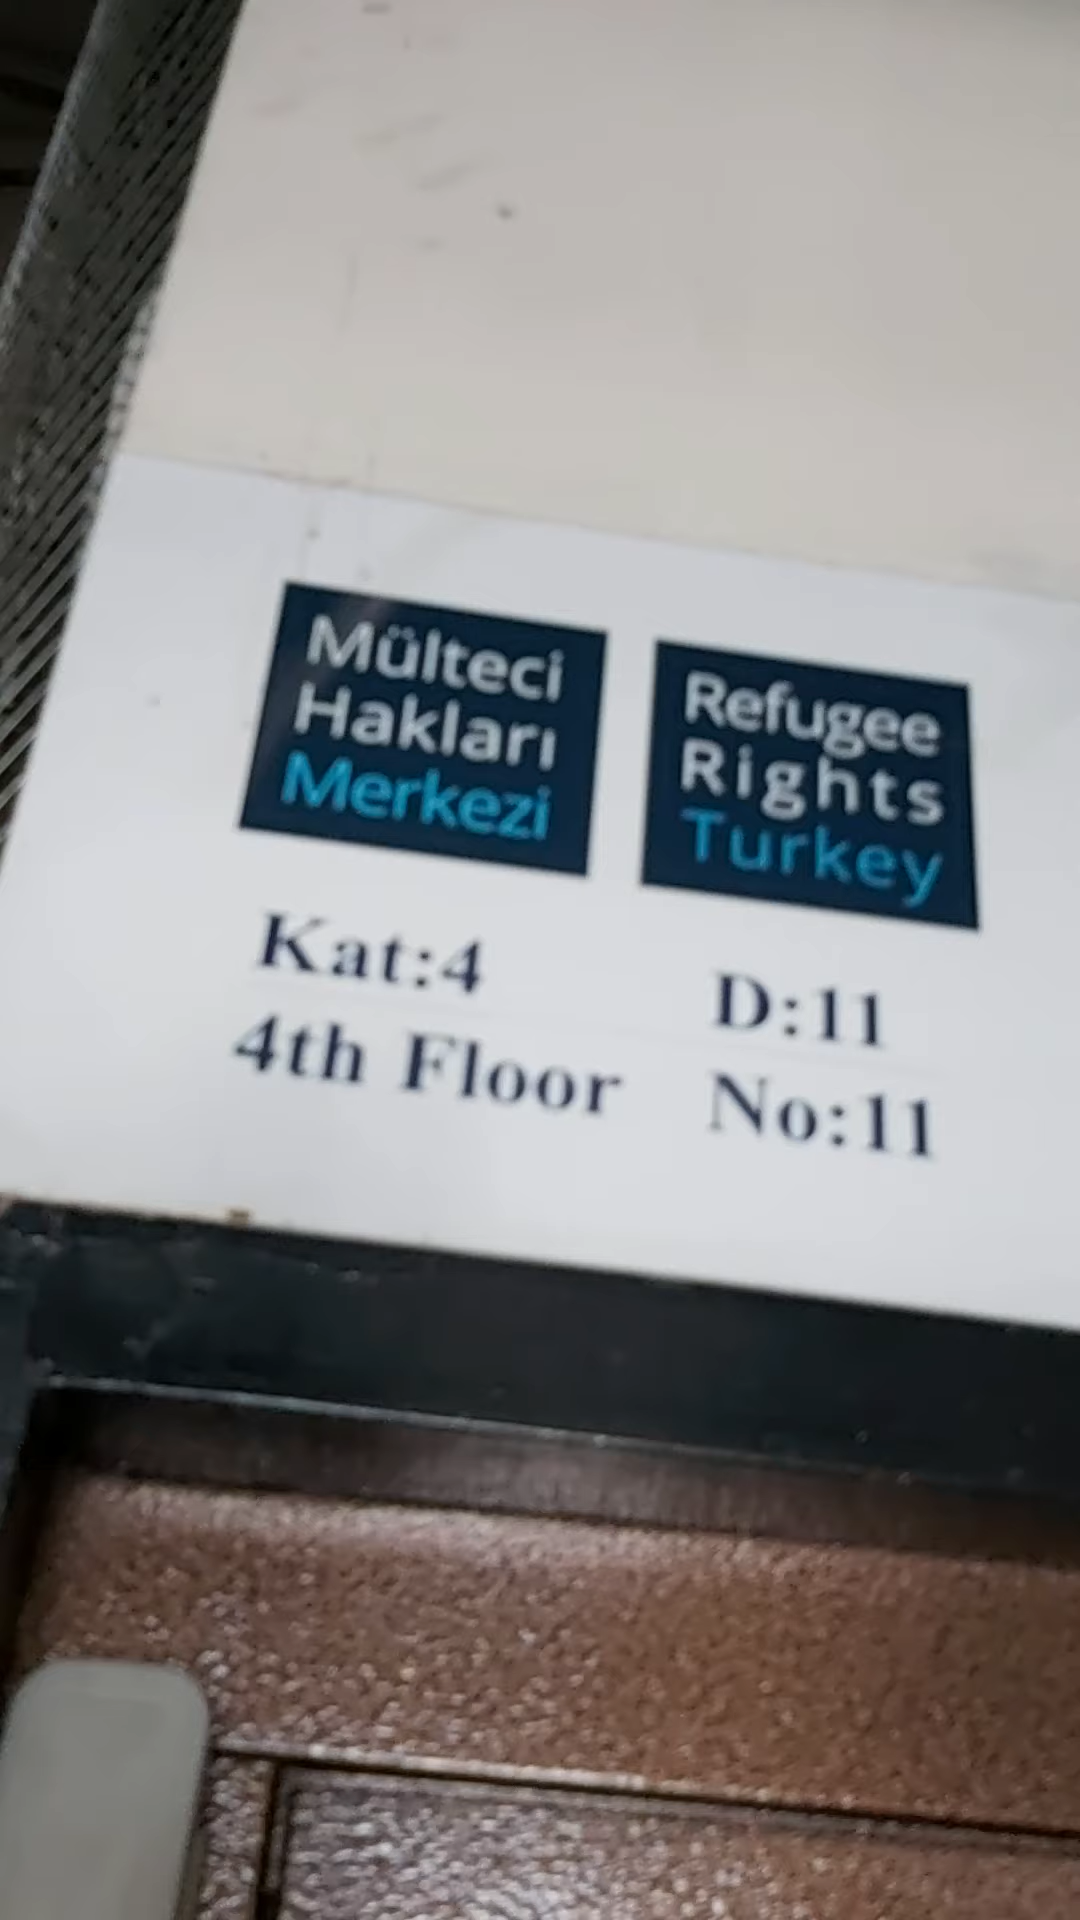 Mülteci
Hakları
Merkezi
Refugee
Rights
Turkey
Kat:4 D:11
4th Floor No:11